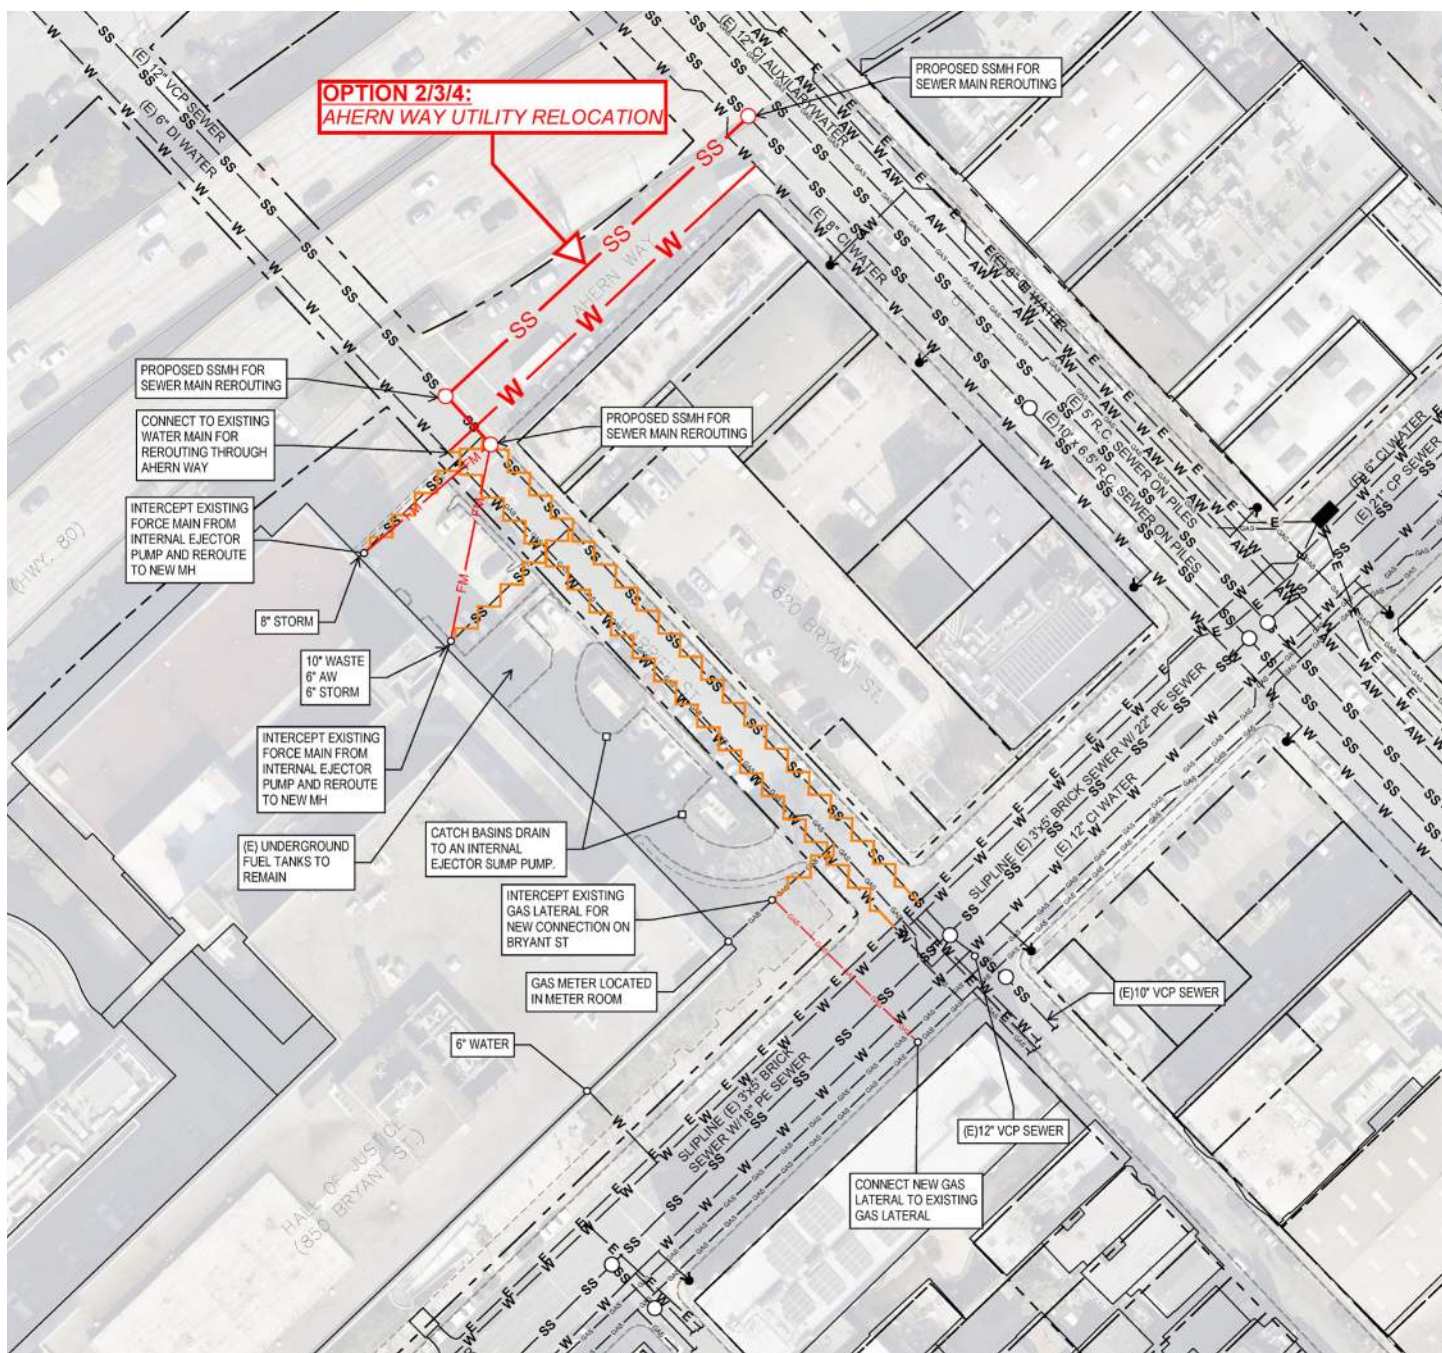 OPTION 2/3/4:
AHERN WAY UTILITY RELOCATION
PROPOSED SSMH FOR
SEWER MAIN REROUTING
(E) 12" VCP SEWER
(E) 6" DI WATER
(E) 12" CI AUXILARYWATER
(E) 8" CI WATER
AHERN WAY
PROPOSED SSMH FOR
SEWER MAIN REROUTING
CONNECT TO EXISTING
WATER MAIN FOR
REROUTING THROUGH
AHERN WAY
PROPOSED SSMH FOR
SEWER MAIN REROUTING
INTERCEPT EXISTING
FORCE MAIN FROM
INTERNAL EJECTOR
PUMP AND REROUTE
TO NEW MH
(HWY. 80)
8" STORM
10" WASTE
6" AW
6" STORM
INTERCEPT EXISTING
FORCE MAIN FROM
INTERNAL EJECTOR
PUMP AND REROUTE
TO NEW MH
(E) UNDERGROUND
FUEL TANKS TO
REMAIN
CATCH BASINS DRAIN
TO AN INTERNAL
EJECTOR SUMP PUMP.
INTERCEPT EXISTING
GAS LATERAL FOR
NEW CONNECTION ON
BRYANT ST
GAS METER LOCATED
IN METER ROOM
6" WATER
820 BRYANT ST.
(E) 5' R.C. SEWER ON PILES
(E)10' X 6.5' R.C. SEWER ON PILES
(E) 6" CI WATER
(E) 21" CP SEWER
SLIPLINE (E) 3'x5' BRICK SEWER W/ 22" PE SEWER
(E) 12" CI WATER
SLIPLINE (E) 3'x5' BRICK
SEWER W/18" PE SEWER
(E)10" VCP SEWER
(E)12" VCP SEWER
CONNECT NEW GAS
LATERAL TO EXISTING
GAS LATERAL
HALL OF JUSTICE
(850 BRYANT ST.)
SS
W
FM
GAS
E
AW